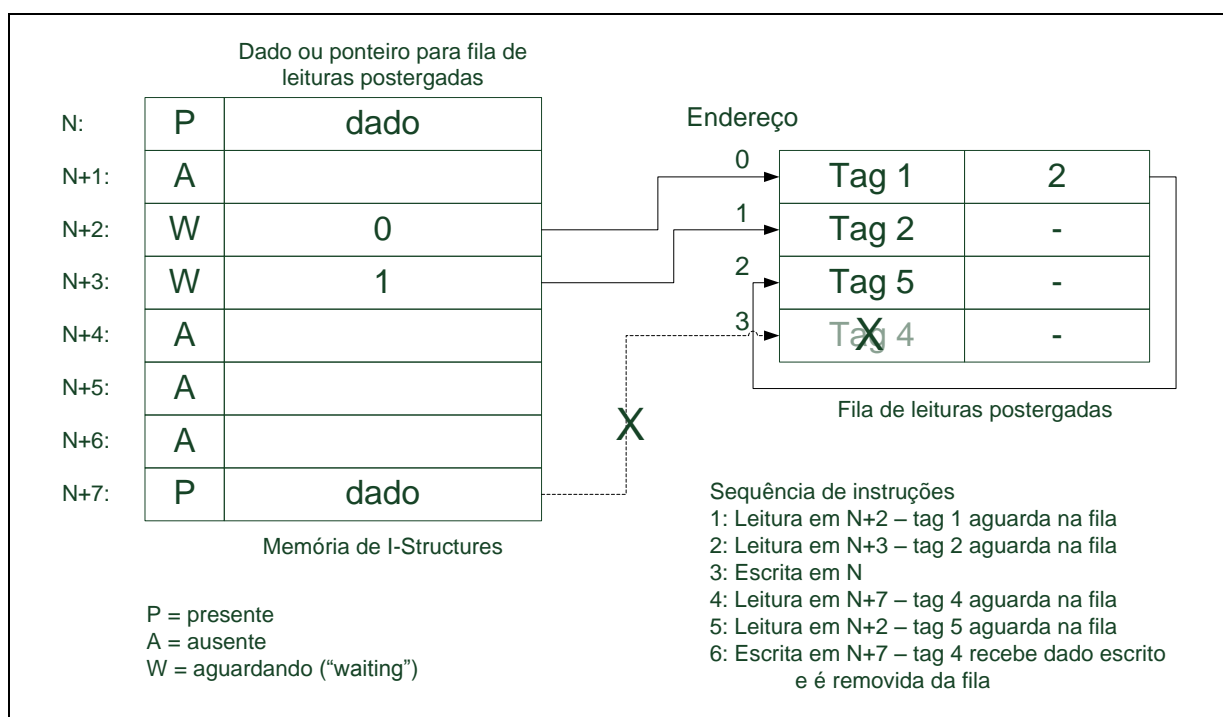 Dado ou ponteiro para fila de
leituras postergadas
N: P dado
N+1: A
N+2: W 0
N+3: W 1
N+4: A
N+5: A
N+6: A
N+7: P dado
Memória de I-Structures
P = presente
A = ausente
W = aguardando (“waiting”)
Endereço
0 Tag 1 2
1 Tag 2 -
2 Tag 5 -
3 Tag 4 -
X
X
Fila de leituras postergadas
Sequência de instruções
1: Leitura em N+2 – tag 1 aguarda na fila
2: Leitura em N+3 – tag 2 aguarda na fila
3: Escrita em N
4: Leitura em N+7 – tag 4 aguarda na fila
5: Leitura em N+2 – tag 5 aguarda na fila
6: Escrita em N+7 – tag 4 recebe dado escrito
e é removida da fila